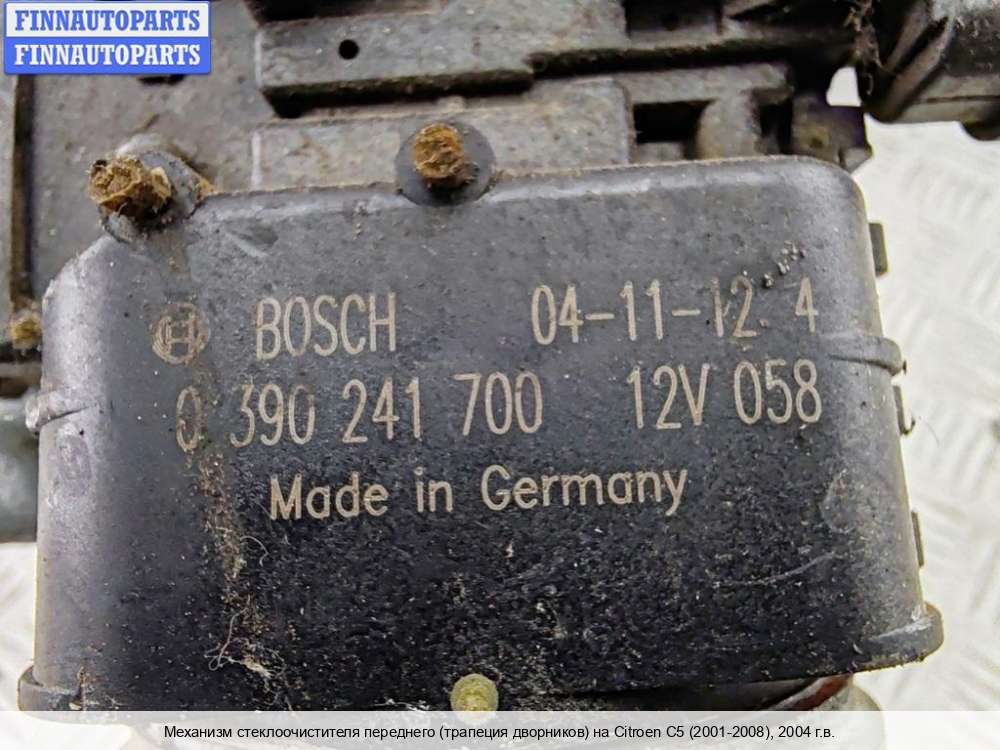 FINNAUTOPARTS
FINNAUTOPARTS
BOSCH 04-11-12 4
0 390 241 700 12V 058
Made in Germany
Механизм стеклоочистителя переднего (трапеция дворников) на Citroen C5 (2001-2008), 2004 г.в.